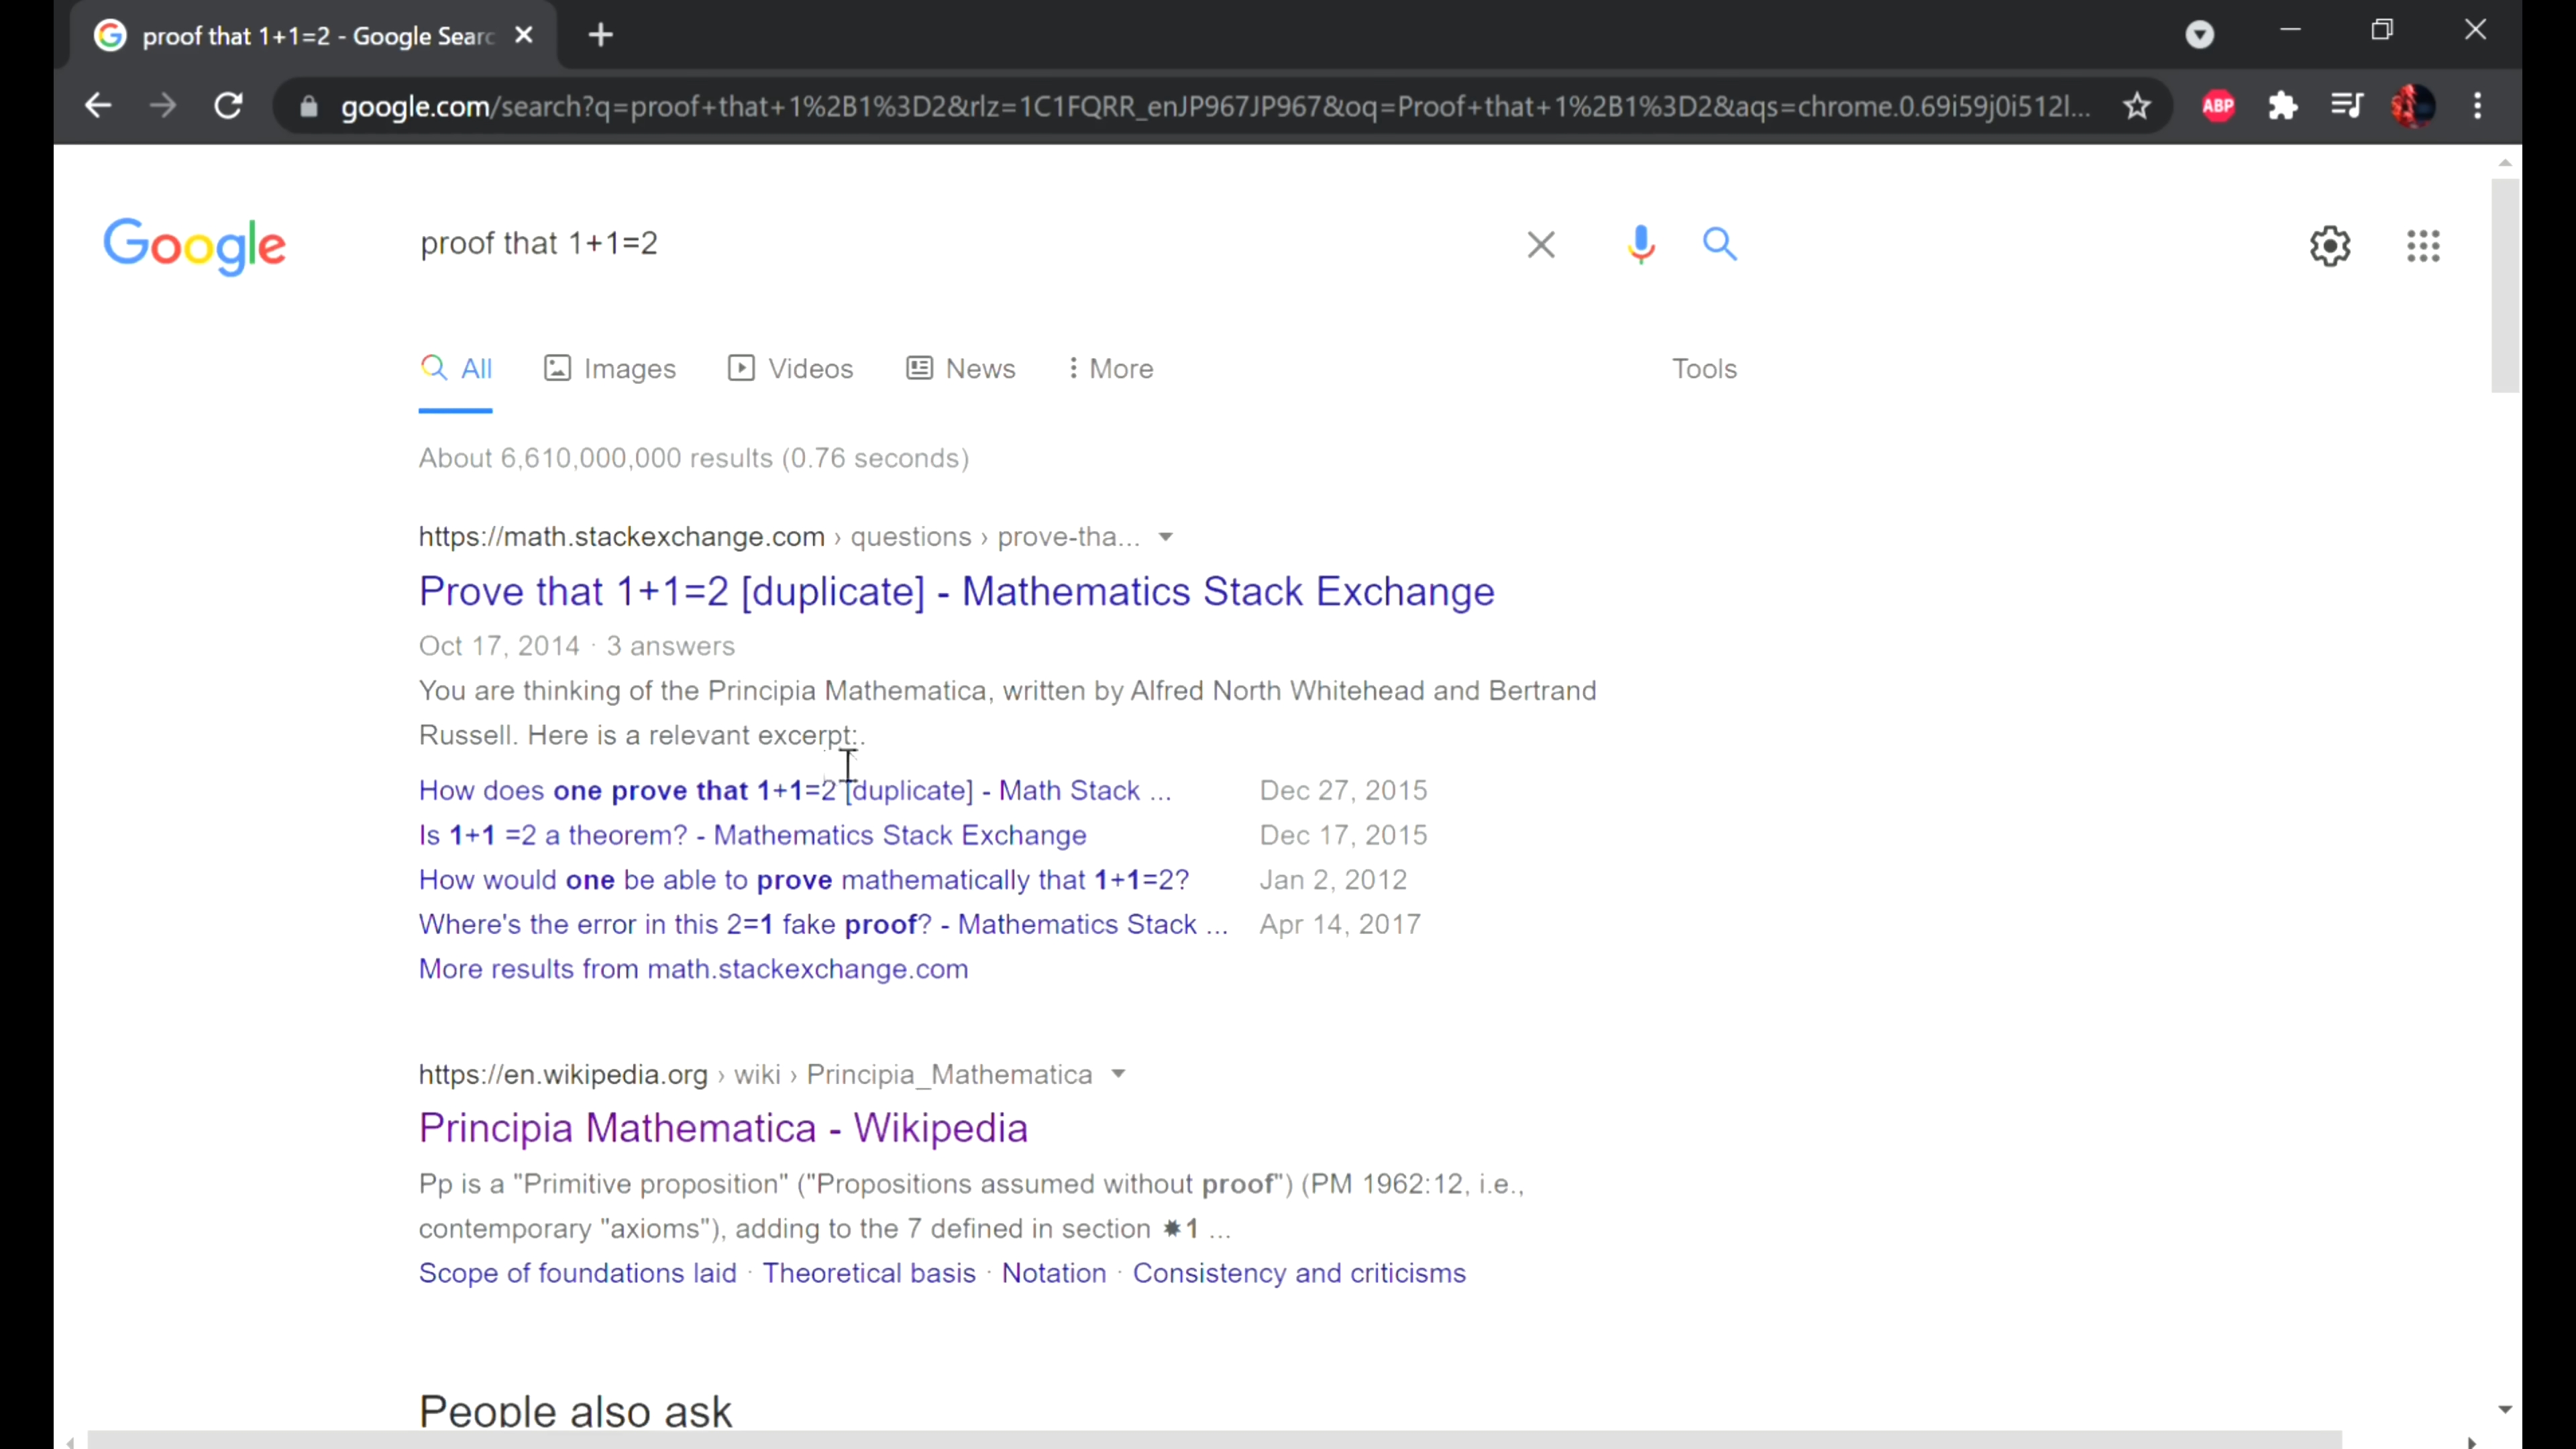 proof that 1+1=2 - Google Searc
google.com/search?q=proof+that+1%2B1%3D2&rlz=1C1FQRR_enJP967JP967&oq=Proof+that+1%2B1%3D2&aqs=chrome.0.69i59j0i512l...
ABP
Google
proof that 1+1=2
All Images Videos News More Tools
About 6,610,000,000 results (0.76 seconds)
https://math.stackexchange.com › questions › prove-tha...
Prove that 1+1=2 [duplicate] - Mathematics Stack Exchange
Oct 17, 2014 · 3 answers
You are thinking of the Principia Mathematica, written by Alfred North Whitehead and Bertrand
Russell. Here is a relevant excerpt:.
How does one prove that 1+1=2 [duplicate] - Math Stack ... Dec 27, 2015
Is 1+1 =2 a theorem? - Mathematics Stack Exchange Dec 17, 2015
How would one be able to prove mathematically that 1+1=2? Jan 2, 2012
Where's the error in this 2=1 fake proof? - Mathematics Stack ... Apr 14, 2017
More results from math.stackexchange.com
https://en.wikipedia.org › wiki › Principia_Mathematica
Principia Mathematica - Wikipedia
Pp is a "Primitive proposition" ("Propositions assumed without proof") (PM 1962:12, i.e.,
contemporary "axioms"), adding to the 7 defined in section ✸1 ...
Scope of foundations laid · Theoretical basis · Notation · Consistency and criticisms
People also ask